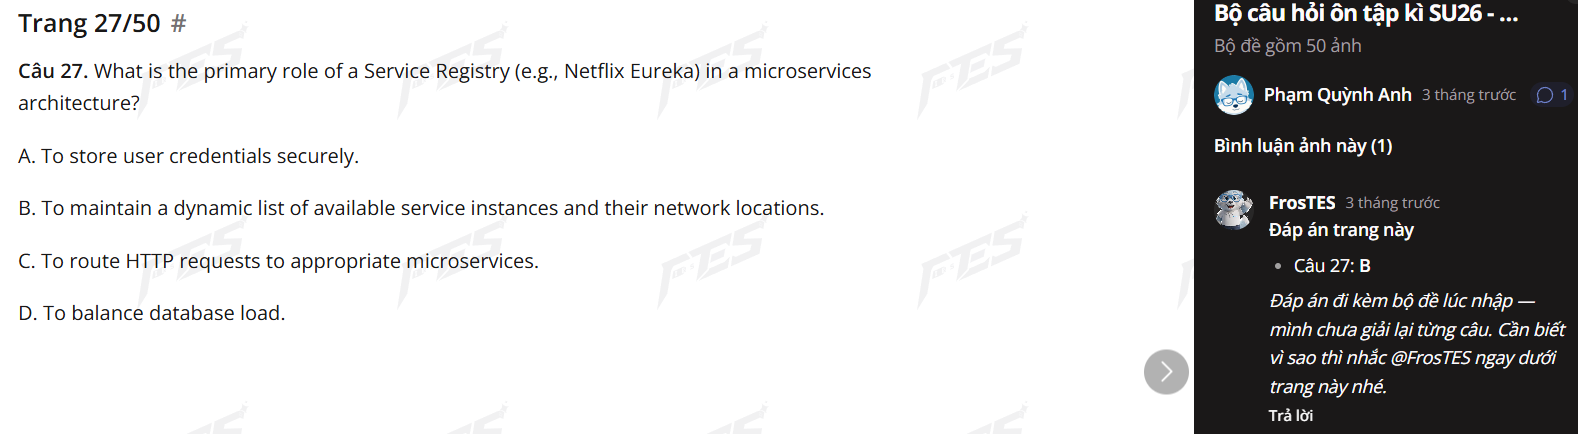 Trang 27/50 #
Câu 27. What is the primary role of a Service Registry (e.g., Netflix Eureka) in a microservices
architecture?
A. To store user credentials securely.
B. To maintain a dynamic list of available service instances and their network locations.
C. To route HTTP requests to appropriate microservices.
D. To balance database load.
FES
Bộ câu hỏi ôn tập kì SU26 - ...
Bộ đề gồm 50 ảnh
Phạm Quỳnh Anh 3 tháng trước 1
Bình luận ảnh này (1)
FrosTES 3 tháng trước
Đáp án trang này
• Câu 27: B
Đáp án đi kèm bộ đề lúc nhập —
mình chưa giải lại từng câu. Cần biết
vì sao thì nhắc @FrosTES ngay dưới
trang này nhé.
Trả lời